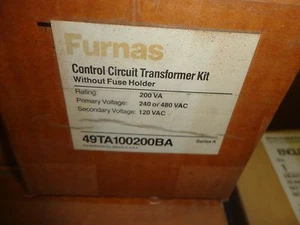 Furnas
Control Circuit Transformer Kit
Without Fuse Holder
Rating: 200 VA
Primary Voltage: 240 or 480 VAC
Secondary Voltage: 120 VAC
49TA100200BA Series A
ENCLO